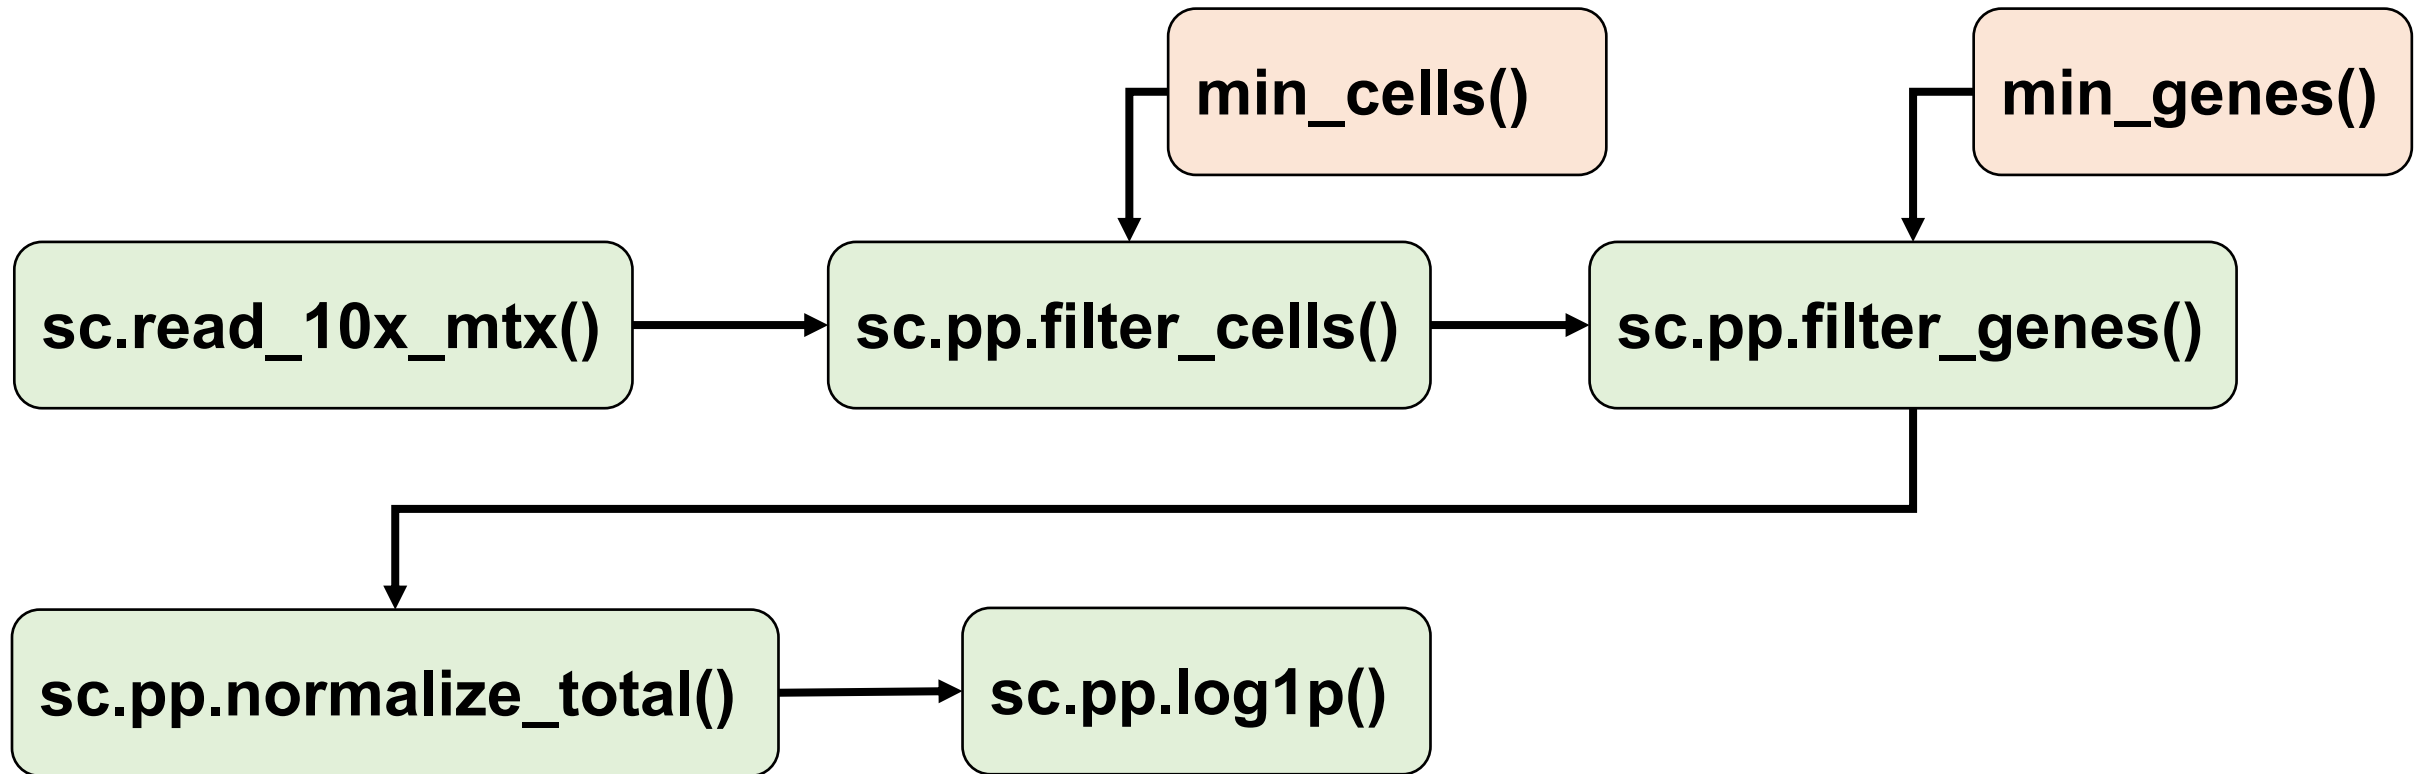 min_cells()
min_genes()
sc.read_10x_mtx()
sc.pp.filter_cells()
sc.pp.filter_genes()
sc.pp.normalize_total()
sc.pp.log1p()